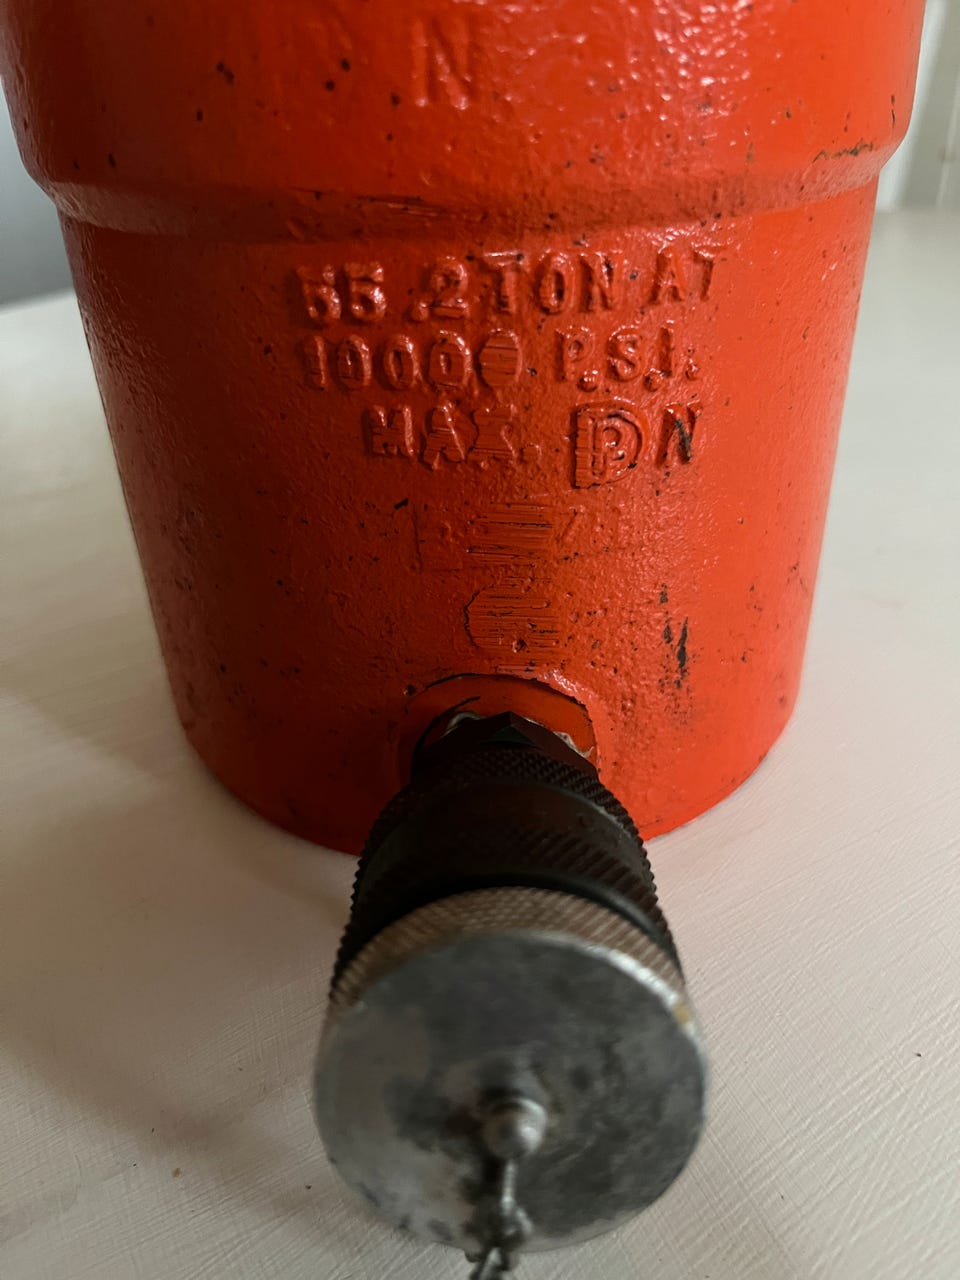 N
55.2 TON AT
10000 P.S.I.
MAX. D N